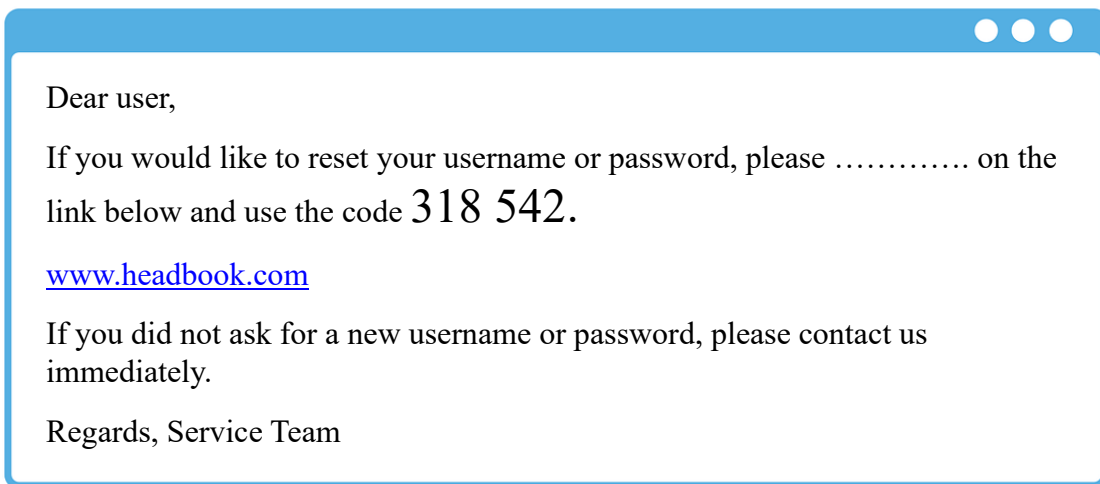 Dear user,
If you would like to reset your username or password, please …………. on the
link below and use the code 318 542.
www.headbook.com
If you did not ask for a new username or password, please contact us
immediately.
Regards, Service Team